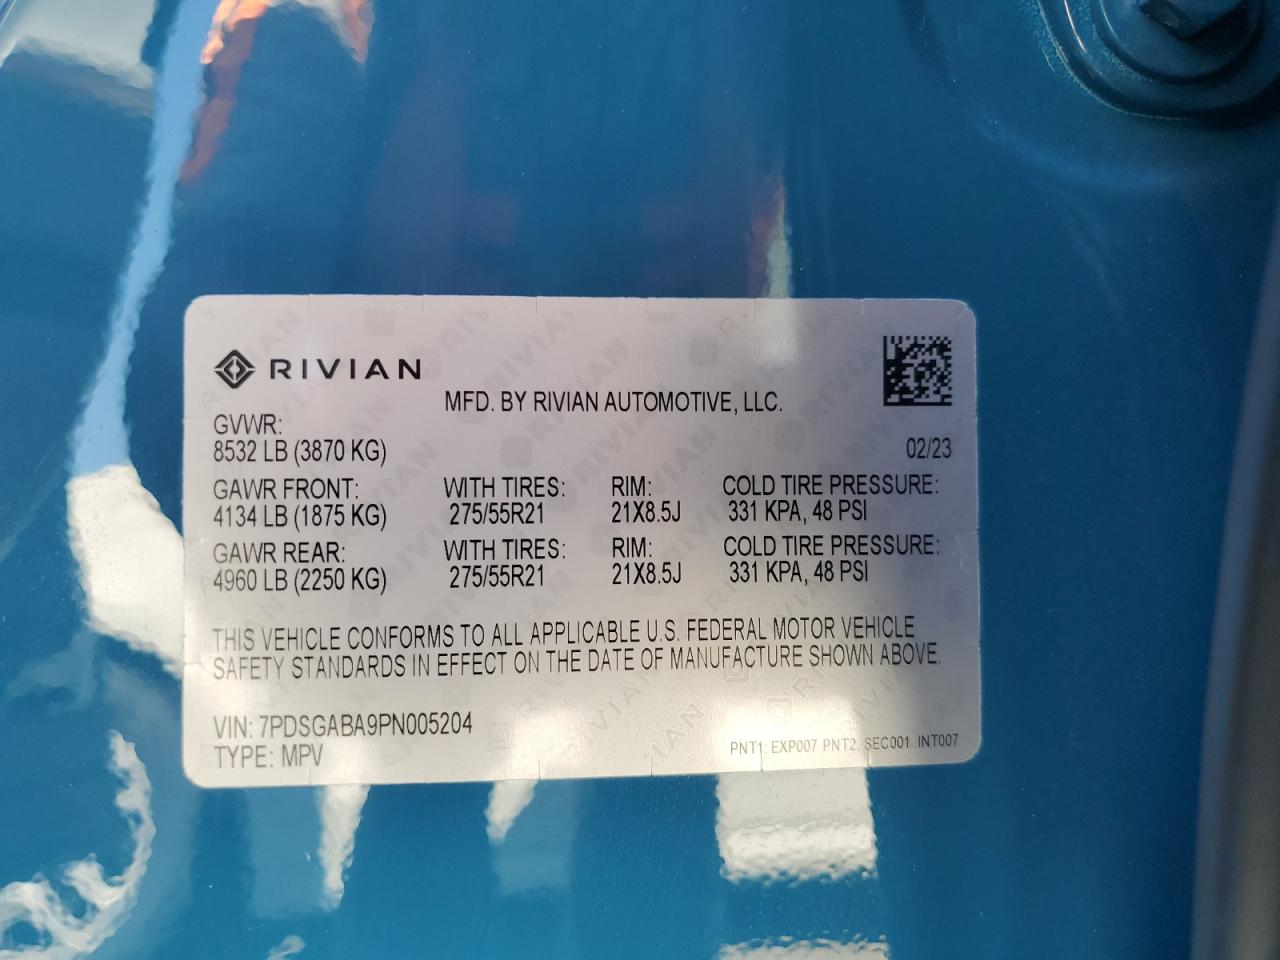 RIVIAN
MFD. BY RIVIAN AUTOMOTIVE, LLC.
GVWR:
8532 LB (3870 KG)
02/23
GAWR FRONT: WITH TIRES: RIM: COLD TIRE PRESSURE:
4134 LB (1875 KG) 275/55R21 21X8.5J 331 KPA, 48 PSI
GAWR REAR: WITH TIRES: RIM: COLD TIRE PRESSURE:
4960 LB (2250 KG) 275/55R21 21X8.5J 331 KPA, 48 PSI
THIS VEHICLE CONFORMS TO ALL APPLICABLE U.S. FEDERAL MOTOR VEHICLE
SAFETY STANDARDS IN EFFECT ON THE DATE OF MANUFACTURE SHOWN ABOVE.
VIN: 7PDSGABA9PN005204
TYPE: MPV
PNT1: EXP007 PNT2: SEC001 INT007